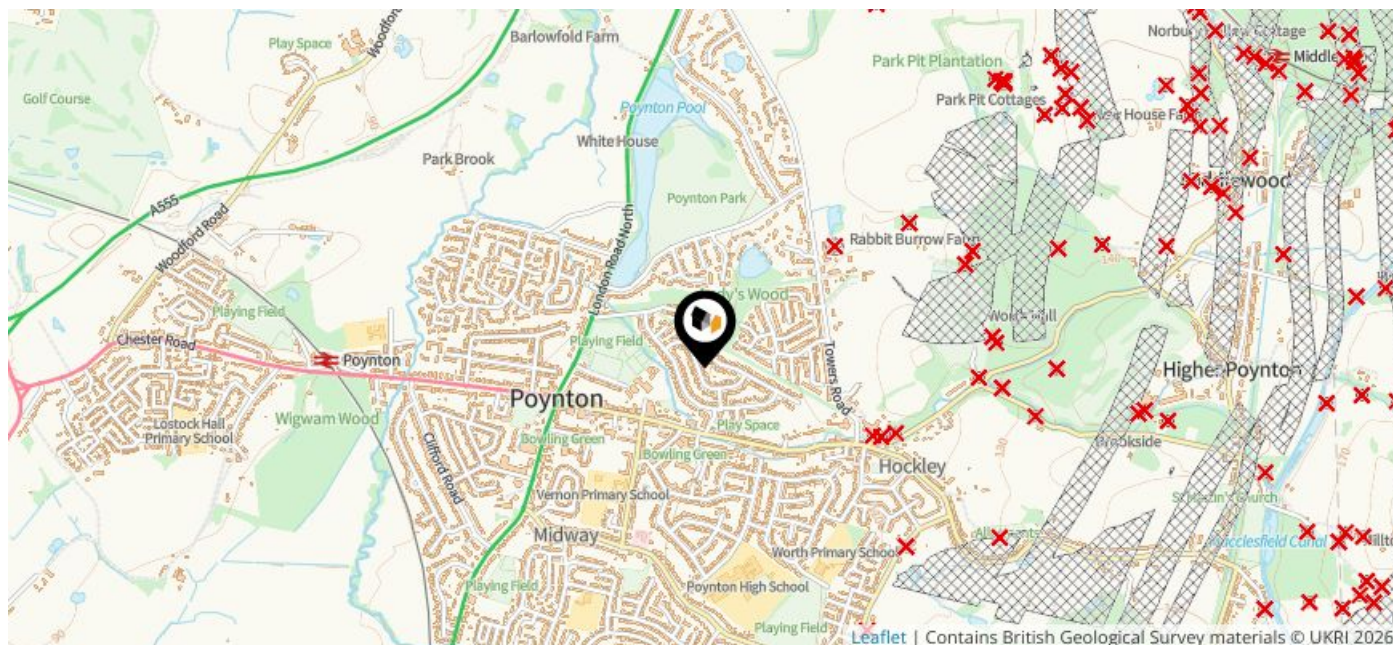 Woodford
Play Space
Barlowfold Farm
Golf Course
Park Pit Plantation
Middle
Poynton Pool
Park Pit Cottages
White House
Park Brook
A555
Woodford Road
Poynton Park
London Road North
Rabbit Burrow Farm
Playing Field
Wood
Chester Road
Poynton
Playing Field
Towers Road
Higher Poynton
Wigwam Wood
Poynton
Lostock Hall
Primary School
Clifford Road
Play Space
Bowling Green
Bowling Green
Brookside
Hockley
Vernon Primary School
Church
Midway
Macclesfield Canal
Worth Primary School
Poynton High School
Playing Field
Playing Field
Leaflet | Contains British Geological Survey materials © UKRI 2026